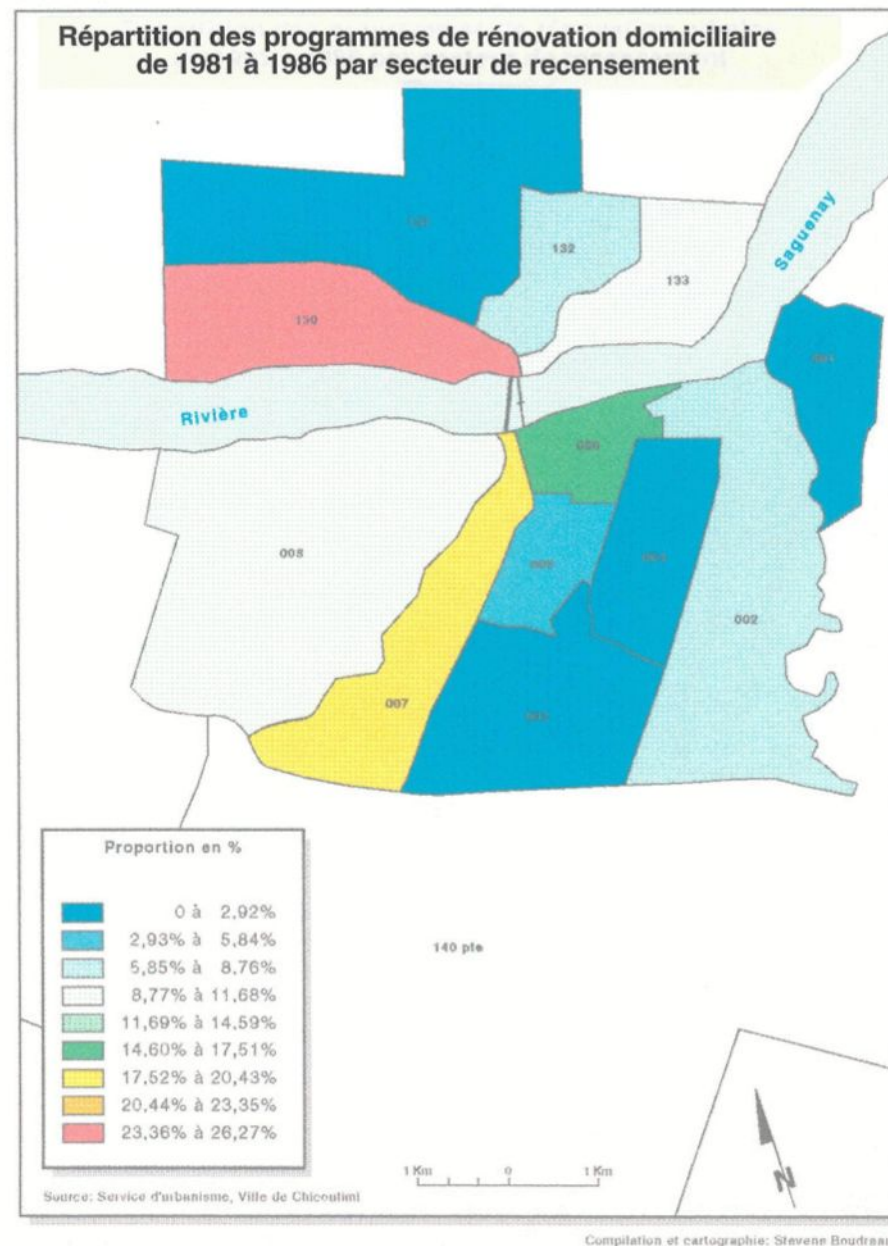 Répartition des programmes de rénovation domiciliaire
de 1981 à 1986 par secteur de recensement
132
133
Saguenay
130
Rivière
008
002
007
Proportion en %
0 à 2,92%
2,93% à 5,84%
5,85% à 8,76%
8,77% à 11,68%
11,69% à 14,59%
14,60% à 17,51%
17,52% à 20,43%
20,44% à 23,35%
23,36% à 26,27%
140 pte
1 Km 0 1 Km
N
Source: Service d'urbanisme, Ville de Chicoutimi
Compilation et cartographie: Stevens